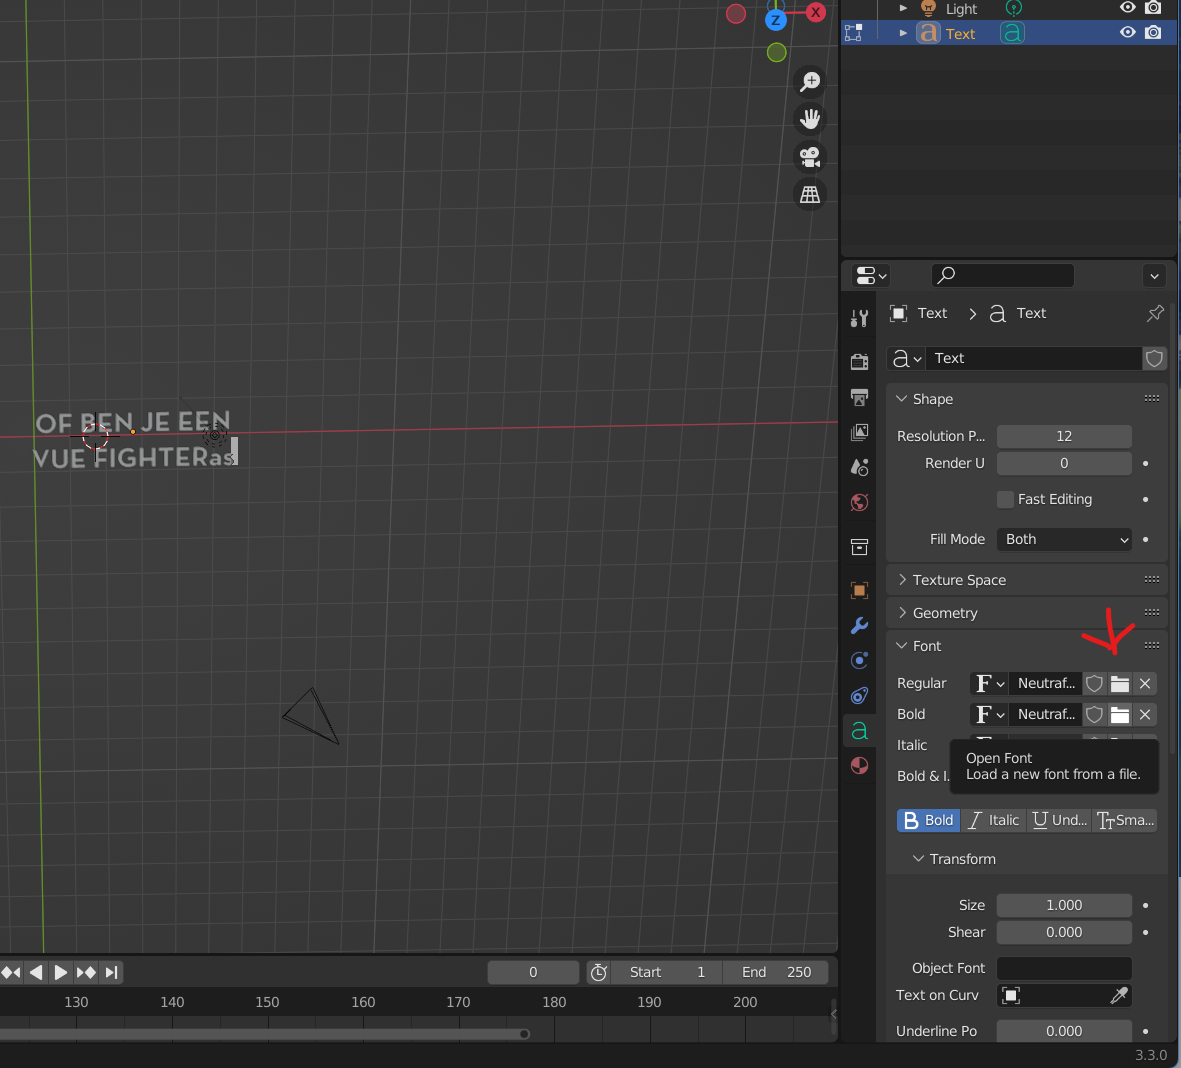 Light
Text
Z
X
Text
Text
Text
Shape
Resolution P...
12
Render U
0
Fast Editing
Fill Mode
Both
Texture Space
Geometry
Font
Regular
F
Neutraf...
Bold
F
Neutraf...
Italic
Bold & I.
Open Font
Load a new font from a file.
B Bold
I Italic
U Und...
TT Sma...
Transform
Size
1.000
Shear
0.000
Object Font
Text on Curv
Underline Po
0.000
OF BEN JE EEN
VUE FIGHTERas
0
Start 1
End 250
130 140 150 160 170 180 190 200
3.3.0